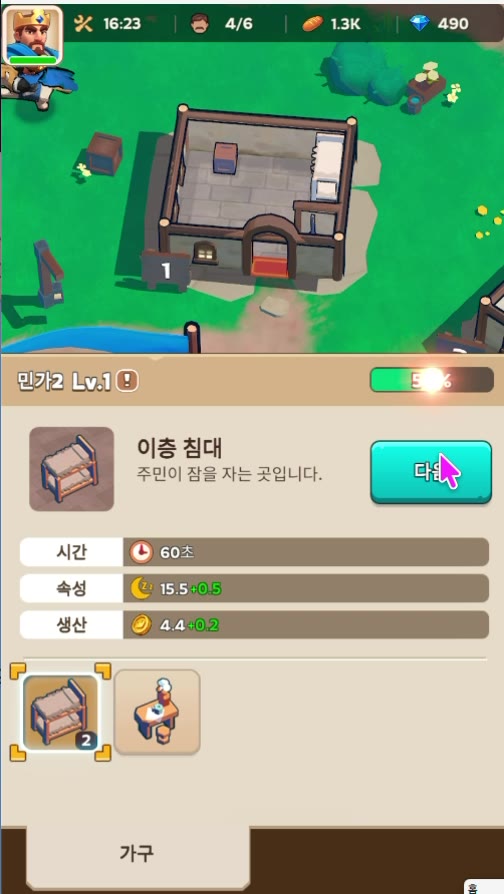 16:23 4/6 1.3K 490
1
민가2 Lv.1 !
이층 침대
주민이 잠을 자는 곳입니다.
시간 60초
속성 15.5+0.5
생산 4.4+0.2
2
가구
홈